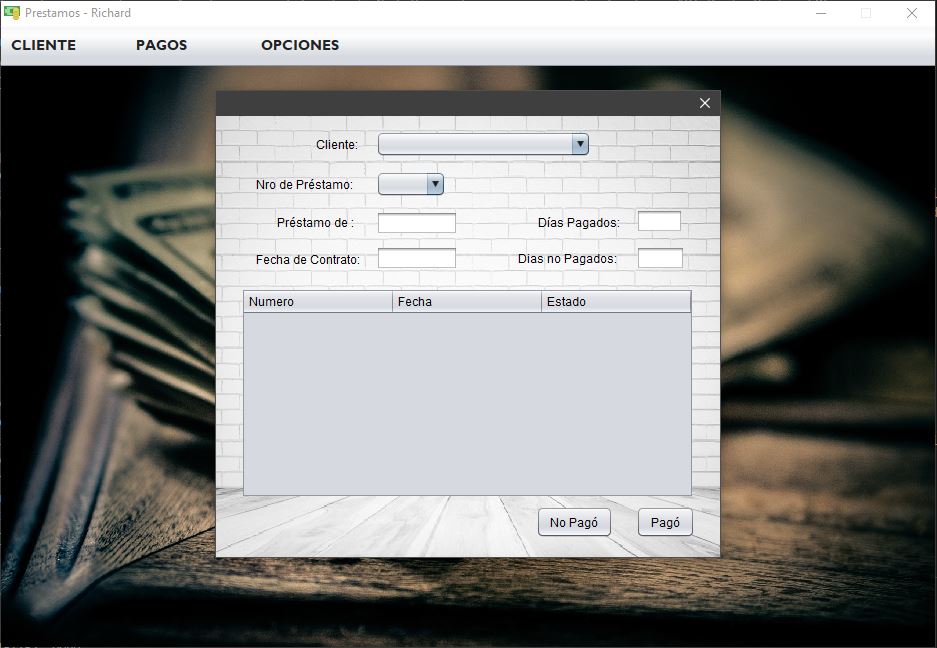 Prestamos - Richard
CLIENTE PAGOS OPCIONES
Cliente:
Nro de Préstamo:
Préstamo de : Días Pagados:
Fecha de Contrato: Dias no Pagados:
Numero Fecha Estado
No Pagó Pagó